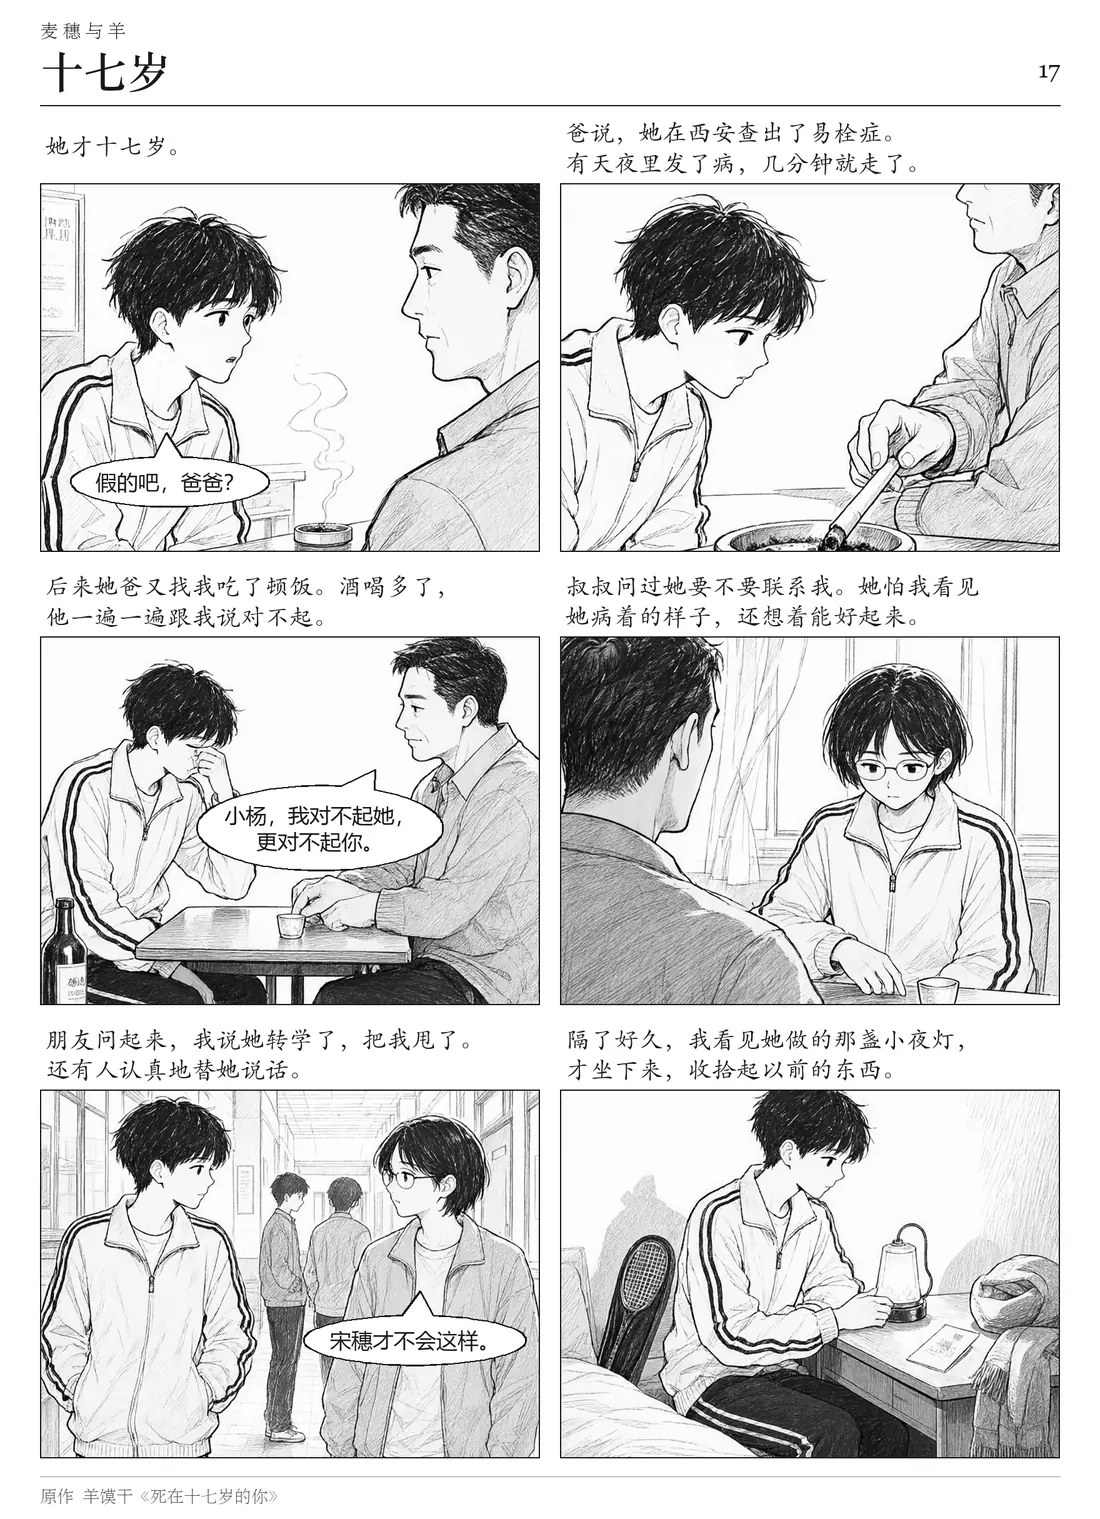 麦穗与羊
十七岁
17
她才十七岁。
假的吧，爸爸？
爸说，她在西安查出了易栓症。
有天夜里发了病，几分钟就走了。
后来她爸又找我吃了顿饭。酒喝多了，
他一遍一遍跟我说对不起。
小杨，我对不起她，
更对不起你。
叔叔问过她要不要联系我。她怕我看见
她病着的样子，还想着能好起来。
朋友问起来，我说她转学了，把我甩了。
还有人认真地替她说话。
宋穗才不会这样。
隔了好久，我看见她做的那盏小夜灯，
才坐下来，收拾起以前的东西。
原作 羊馍干《死在十七岁的你》